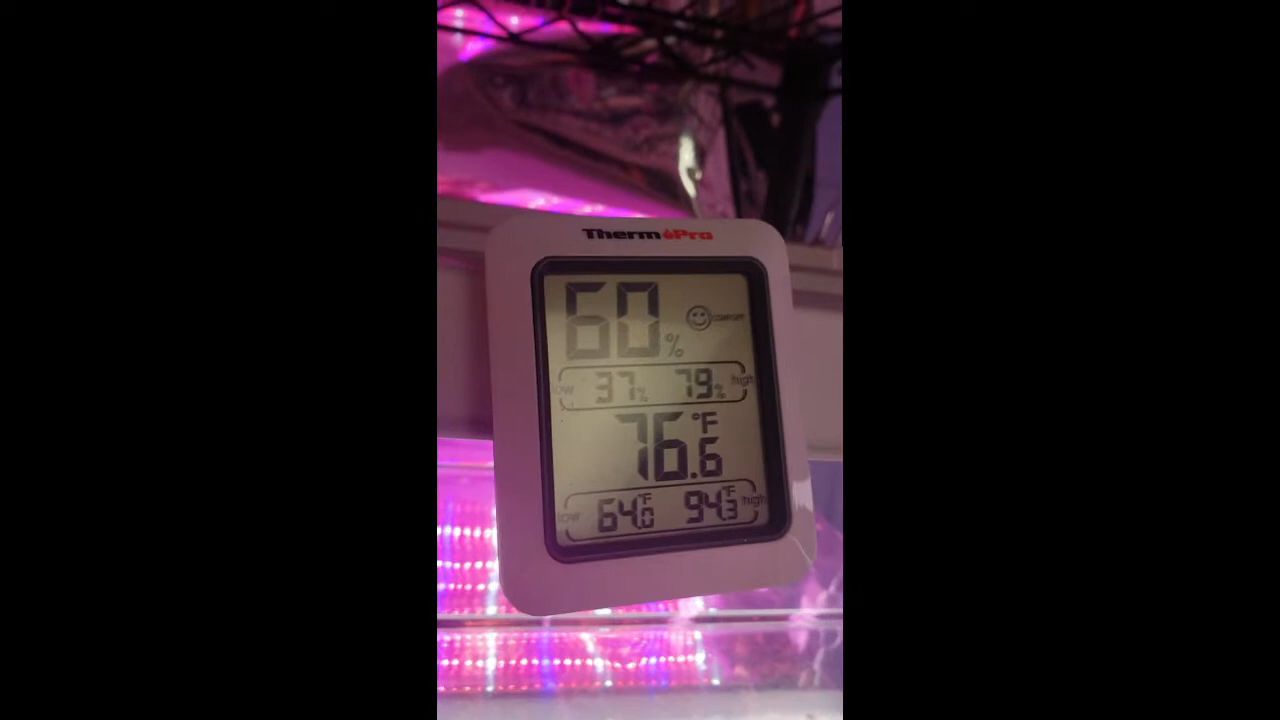 ThermoPro
60% COMFORT
low 37% 79% high
76.6°F
low 64.0°F 94.3°F high